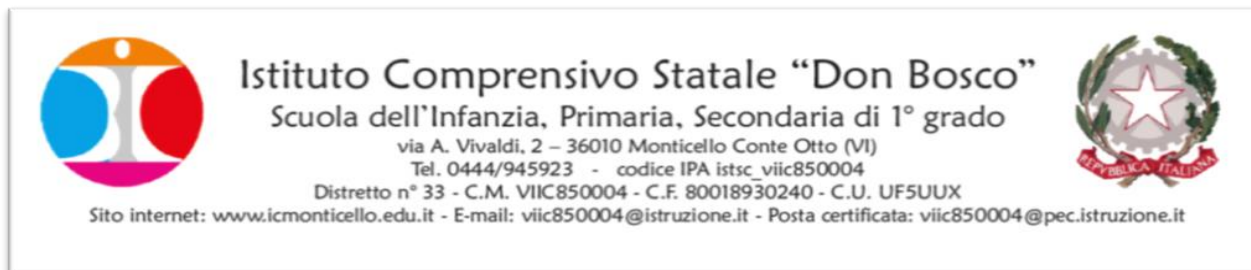 Istituto Comprensivo Statale “Don Bosco”
Scuola dell'Infanzia, Primaria, Secondaria di 1° grado
via A. Vivaldi, 2 – 36010 Monticello Conte Otto (VI)
Tel. 0444/945923 - codice IPA istsc_viic850004
Distretto n° 33 - C.M. VIIC850004 - C.F. 80018930240 - C.U. UF5UUX
Sito internet: www.icmonticello.edu.it - E-mail: viic850004@istruzione.it - Posta certificata: viic850004@pec.istruzione.it
REPVBBLICA ITALIANA